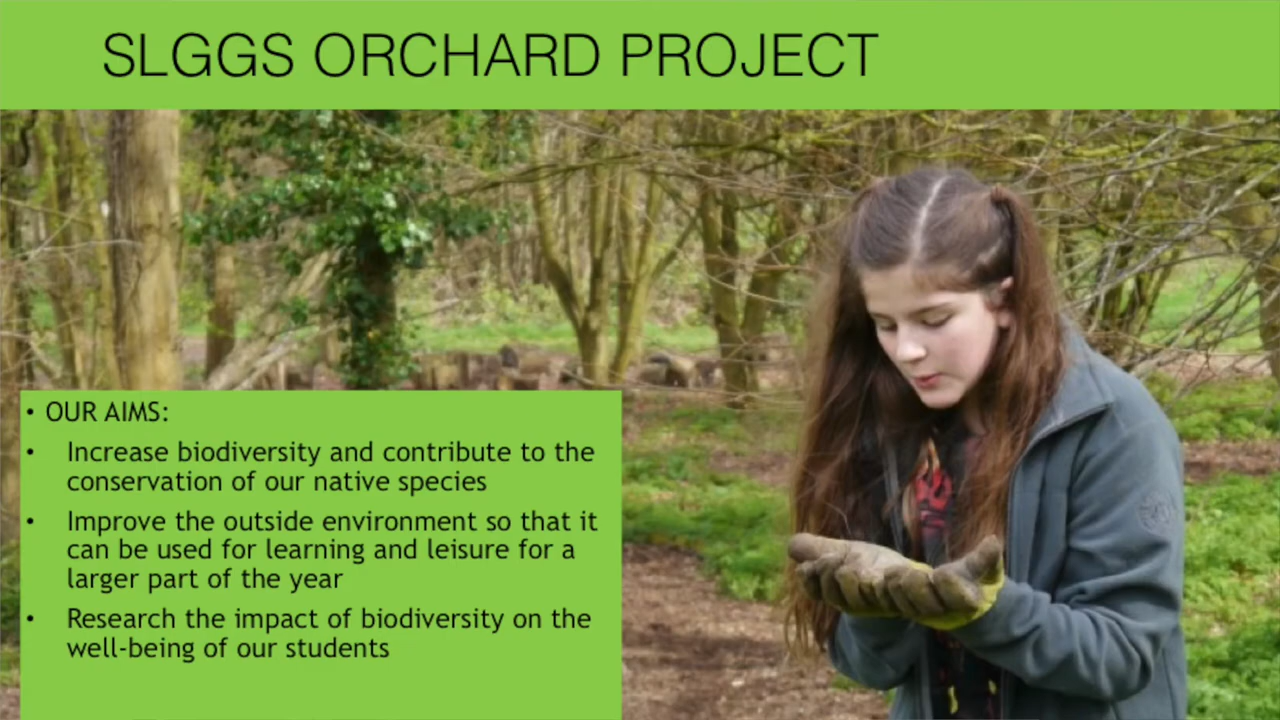 SLGGS ORCHARD PROJECT
• OUR AIMS:
• Increase biodiversity and contribute to the
conservation of our native species
• Improve the outside environment so that it
can be used for learning and leisure for a
larger part of the year
• Research the impact of biodiversity on the
well-being of our students